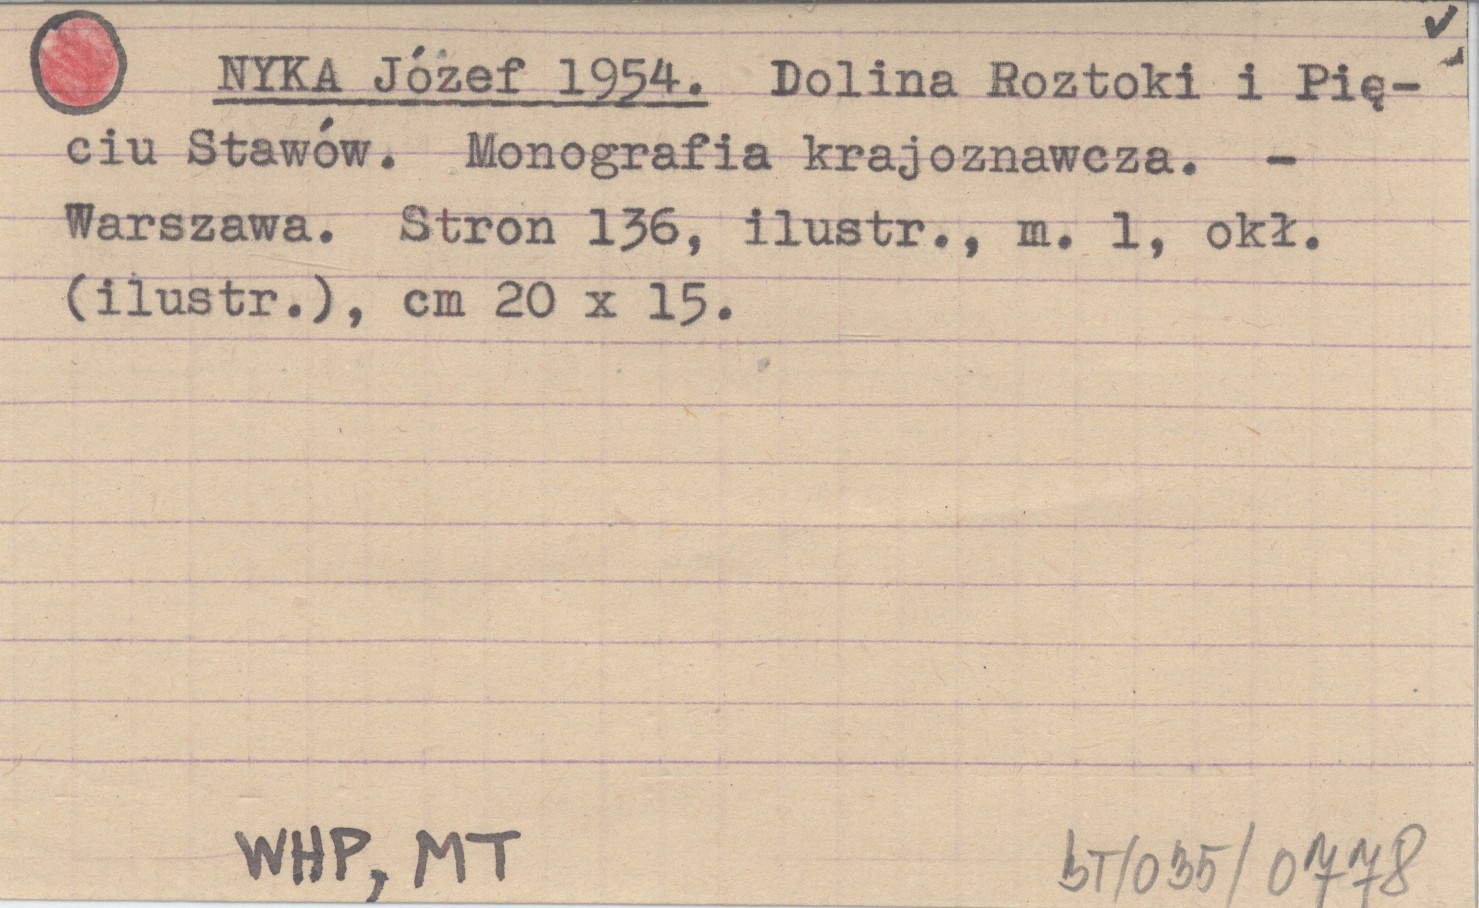 NYKA Józef 1954. Dolina Roztoki i Pię-
ciu Stawów. Monografia krajoznawcza. -
Warszawa. Stron 136, ilustr., m. 1, okł.
(ilustr.), cm 20 x 15.
WHP, MT
BT/035/0778